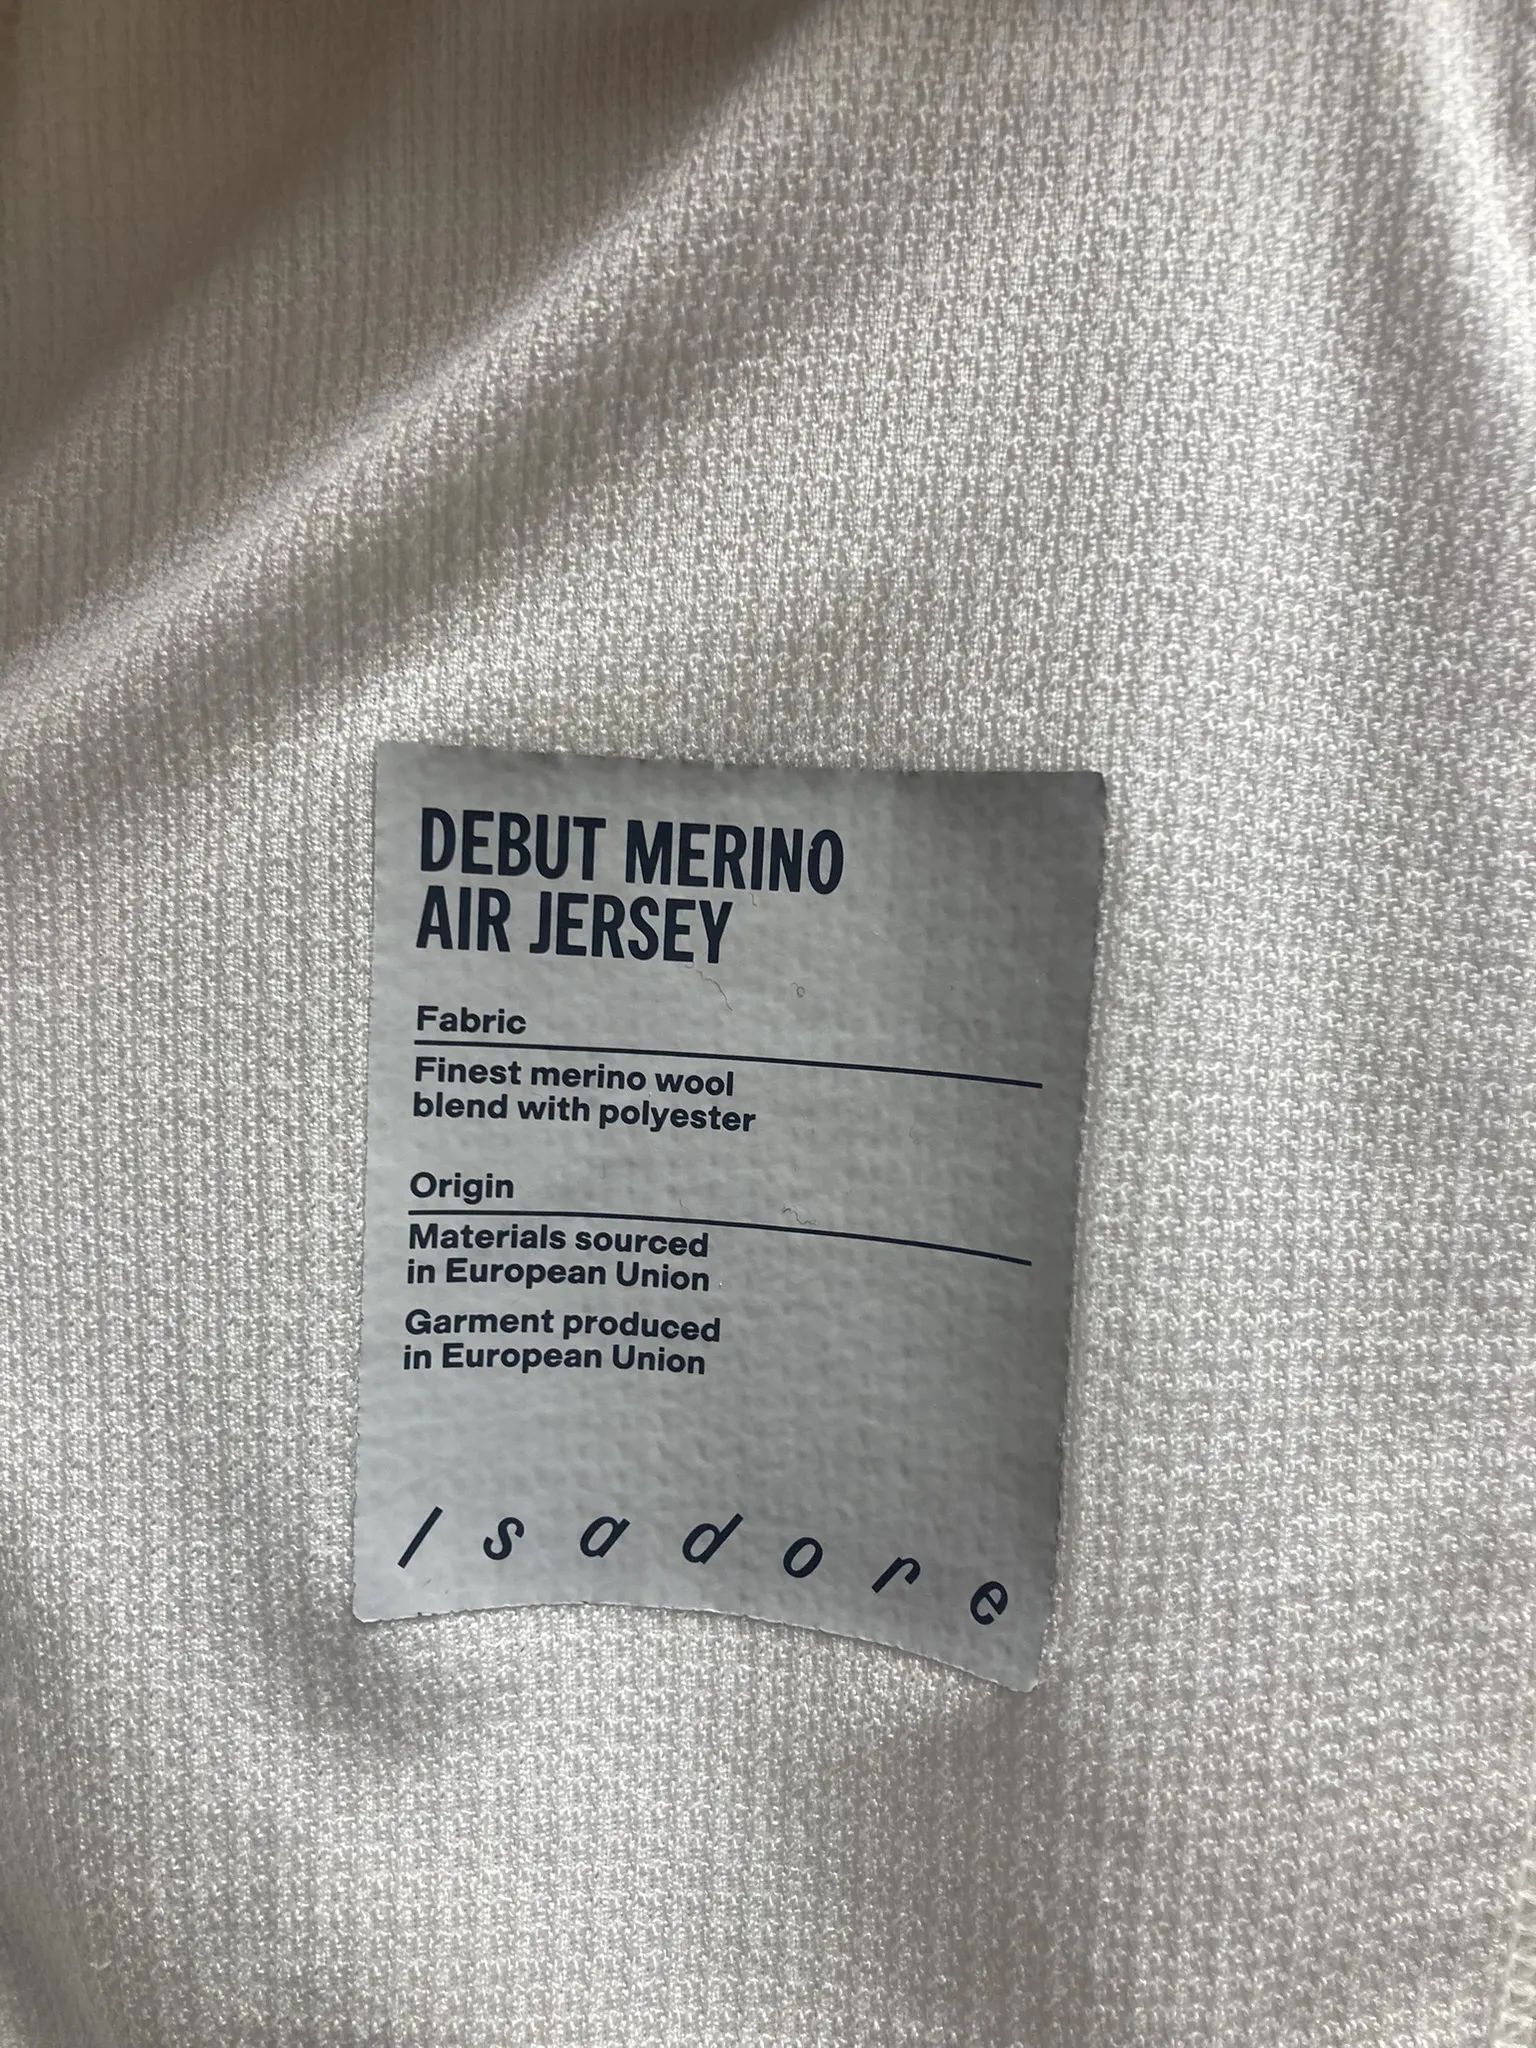 DEBUT MERINO
AIR JERSEY
Fabric
Finest merino wool
blend with polyester
Origin
Materials sourced
in European Union
Garment produced
in European Union
Isadore